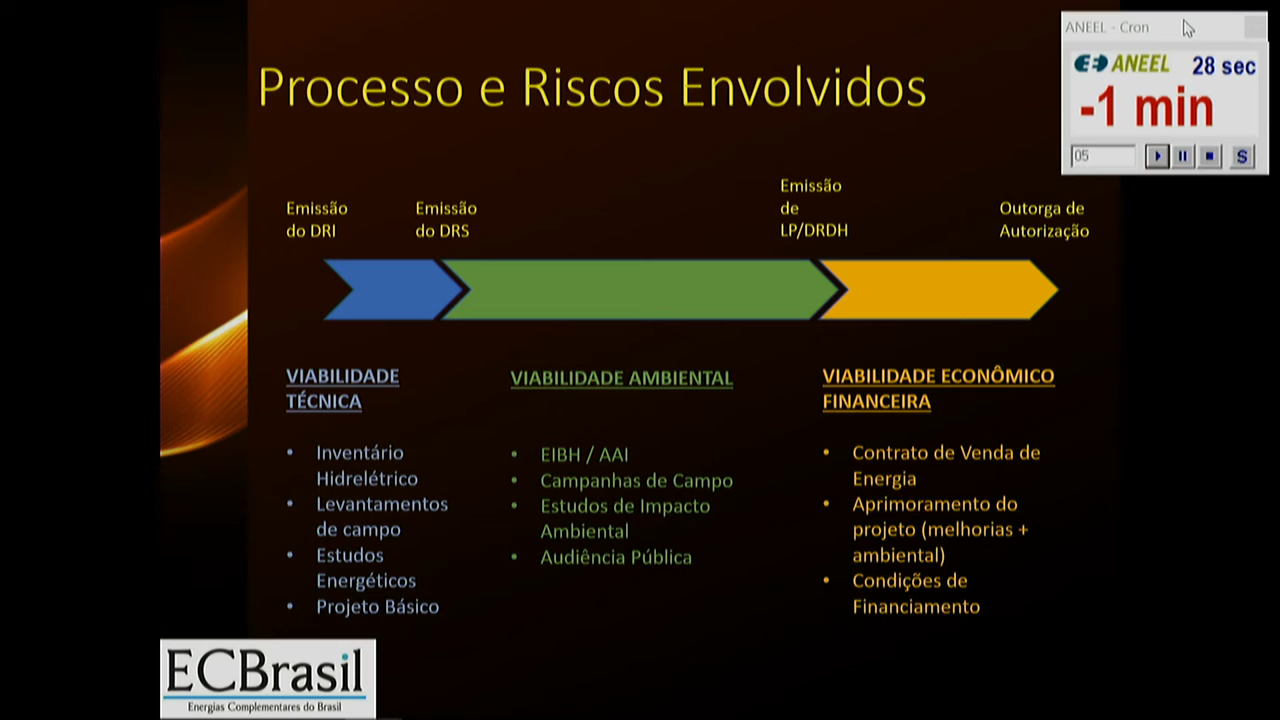 ANEEL - Cron
ANEEL 28 sec
-1 min
05
S
Processo e Riscos Envolvidos
Emissão
do DRI
Emissão
do DRS
Emissão
de
LP/DRDH
Outorga de
Autorização
VIABILIDADE
TÉCNICA
• Inventário
Hidrelétrico
• Levantamentos
de campo
• Estudos
Energéticos
• Projeto Básico
VIABILIDADE AMBIENTAL
• EIBH / AAI
• Campanhas de Campo
• Estudos de Impacto
Ambiental
• Audiência Pública
VIABILIDADE ECONÔMICO
FINANCEIRA
• Contrato de Venda de
Energia
• Aprimoramento do
projeto (melhorias +
ambiental)
• Condições de
Financiamento
ECBrasil
Energias Complementares do Brasil